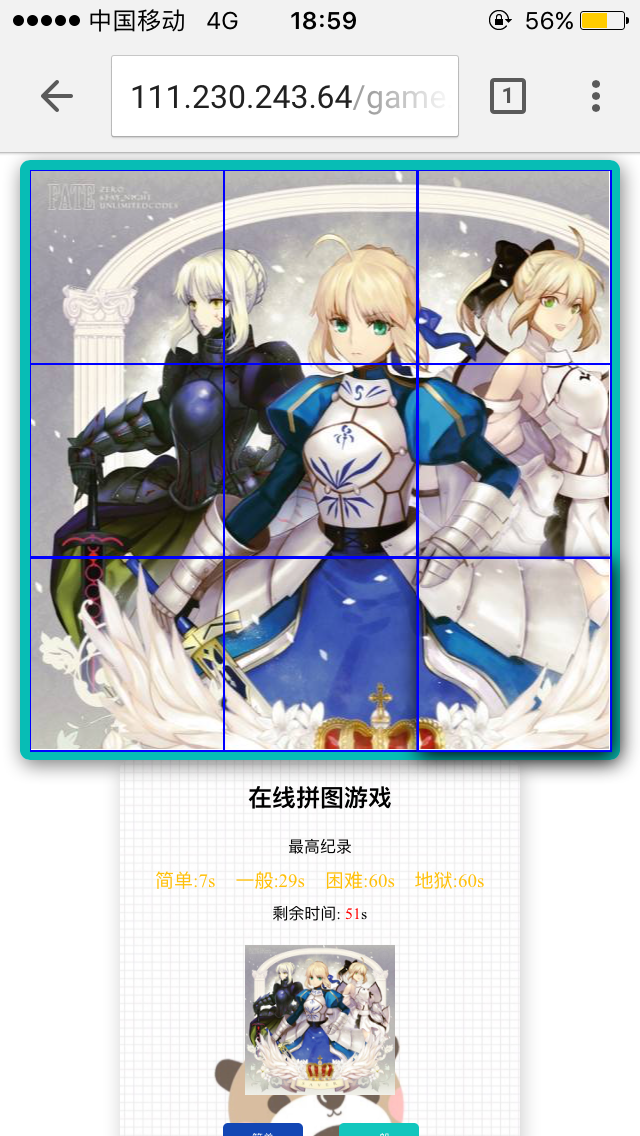 中国移动 4G 18:59 56%
111.230.243.64/game
1
FATE ZERO
STAY NIGHT
UNLIMITEDCODES
在线拼图游戏
最高纪录
简单:7s 一般:29s 困难:60s 地狱:60s
剩余时间: 51s